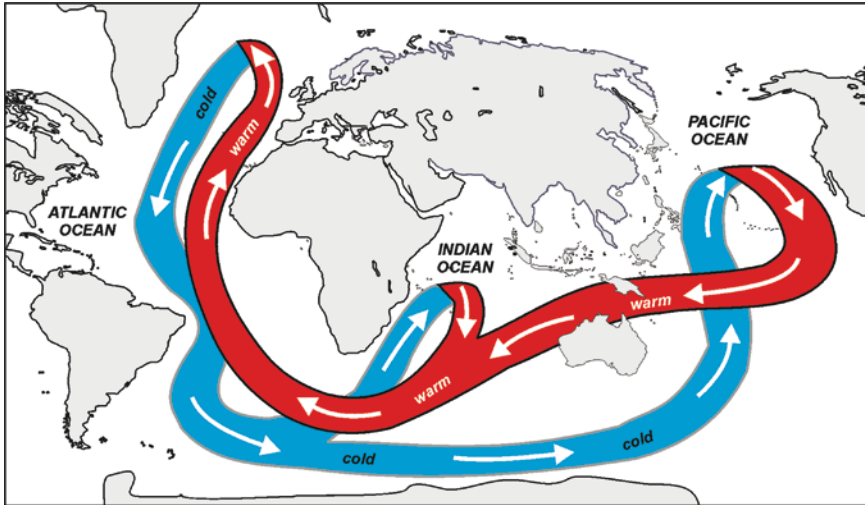 cold
PACIFIC
OCEAN
warm
ATLANTIC
OCEAN
INDIAN
OCEAN
warm
warm
cold
cold